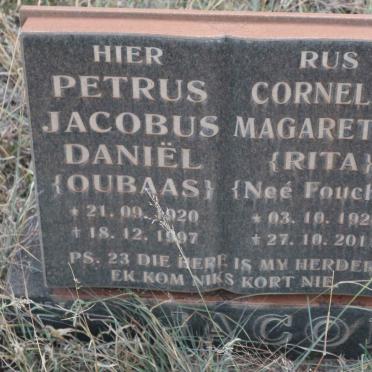 HIER RUS
PETRUS CORNEL
JACOBUS MAGARET
DANIËL {RITA}
{OUBAAS} {Neé Fouch
* 21. 09. 1920 * 03. 10. 192
✝ 18. 12. 1997 ✝ 27. 10. 201
PS. 23 DIE HERE IS MY HERDER
EK KOM NIKS KORT NIE